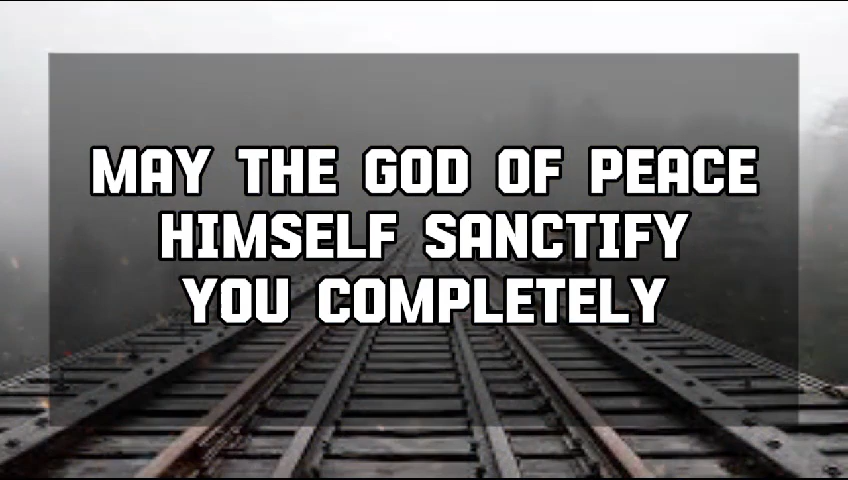 MAY THE GOD OF PEACE
HIMSELF SANCTIFY
YOU COMPLETELY